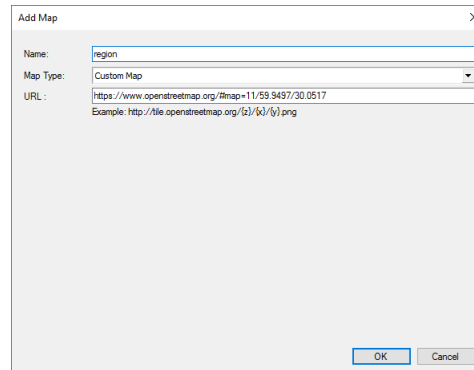 Add Map
Name: region
Map Type: Custom Map
URL : https://www.openstreetmap.org/#map=11/59.9497/30.0517
Example: http://tile.openstreetmap.org/{z}/{x}/{y}.png
OK Cancel